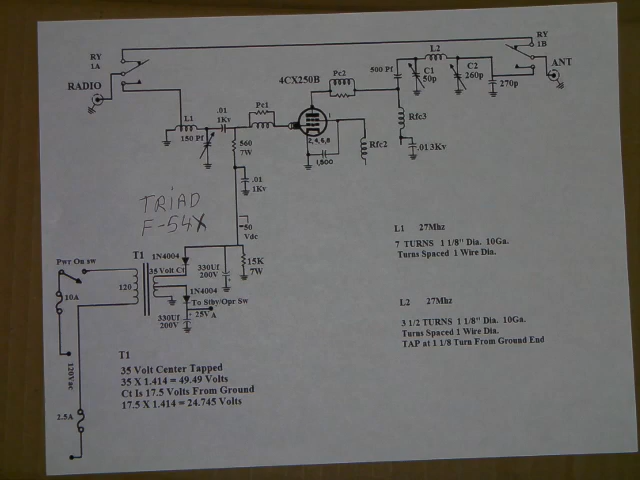 RY
1A
RY
1B
RADIO
ANT
4CX250B
Pc2
500 Pf
L2
C1
50p
C2
260p
270p
L1
150 Pf
.01
1Kv
Pc1
1
2,4,6,8
1,500
Rfc2
Rfc3
.01 3Kv
560
7W
.01
1Kv
TRIAD
F-54X
-50
Vdc
L1 27Mhz
7 TURNS 1 1/8" Dia. 10Ga.
Turns Spaced 1 Wire Dia.
Pwr On sw
T1
1N4004
35 Volt Ct
330Uf
200V
15K
7W
10A
120
1N4004
To Stby/Opr Sw
+ 25V A
330Uf
200V
L2 27Mhz
3 1/2 TURNS 1 1/8" Dia. 10Ga.
Turns Spaced 1 Wire Dia.
TAP at 1 1/8 Turn From Ground End
120Vac
2.5A
T1
35 Volt Center Tapped
35 X 1.414 = 49.49 Volts
Ct Is 17.5 Volts From Ground
17.5 X 1.414 = 24.745 Volts